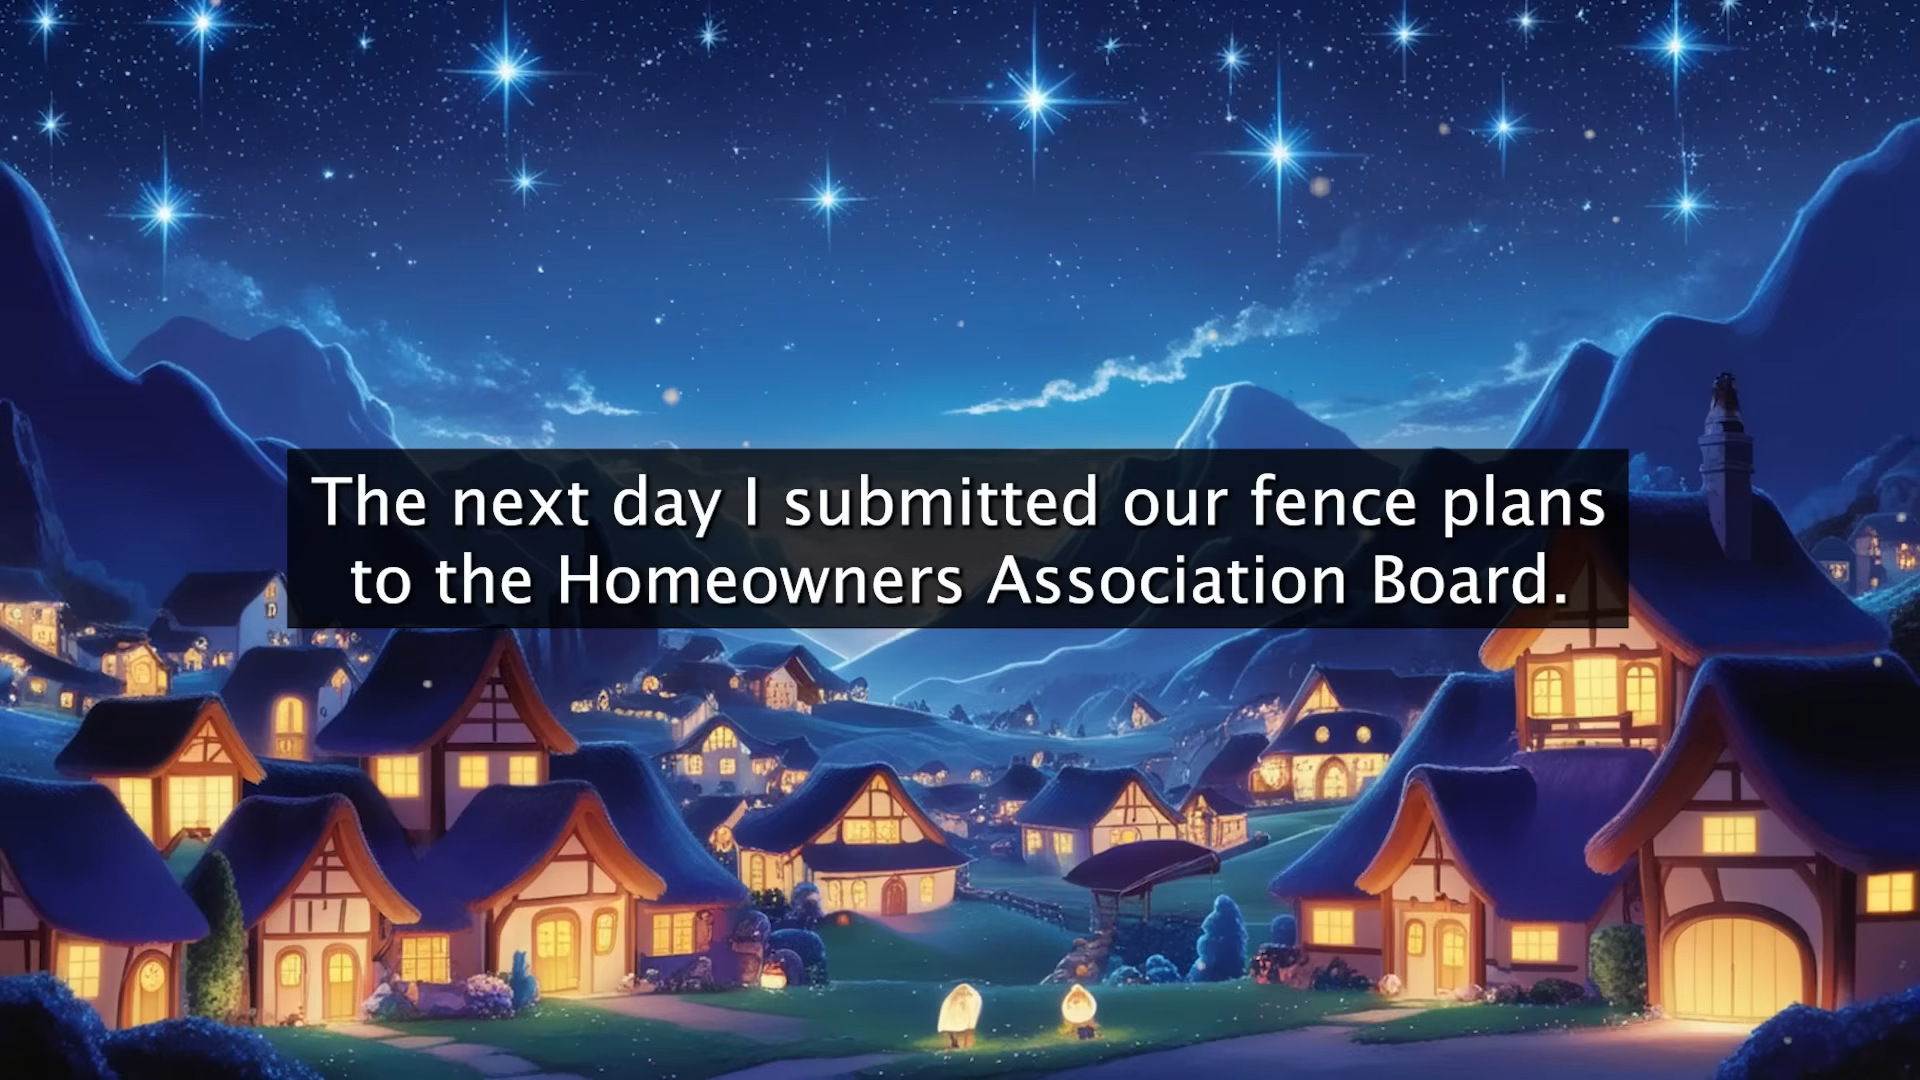 The next day I submitted our fence plans
to the Homeowners Association Board.